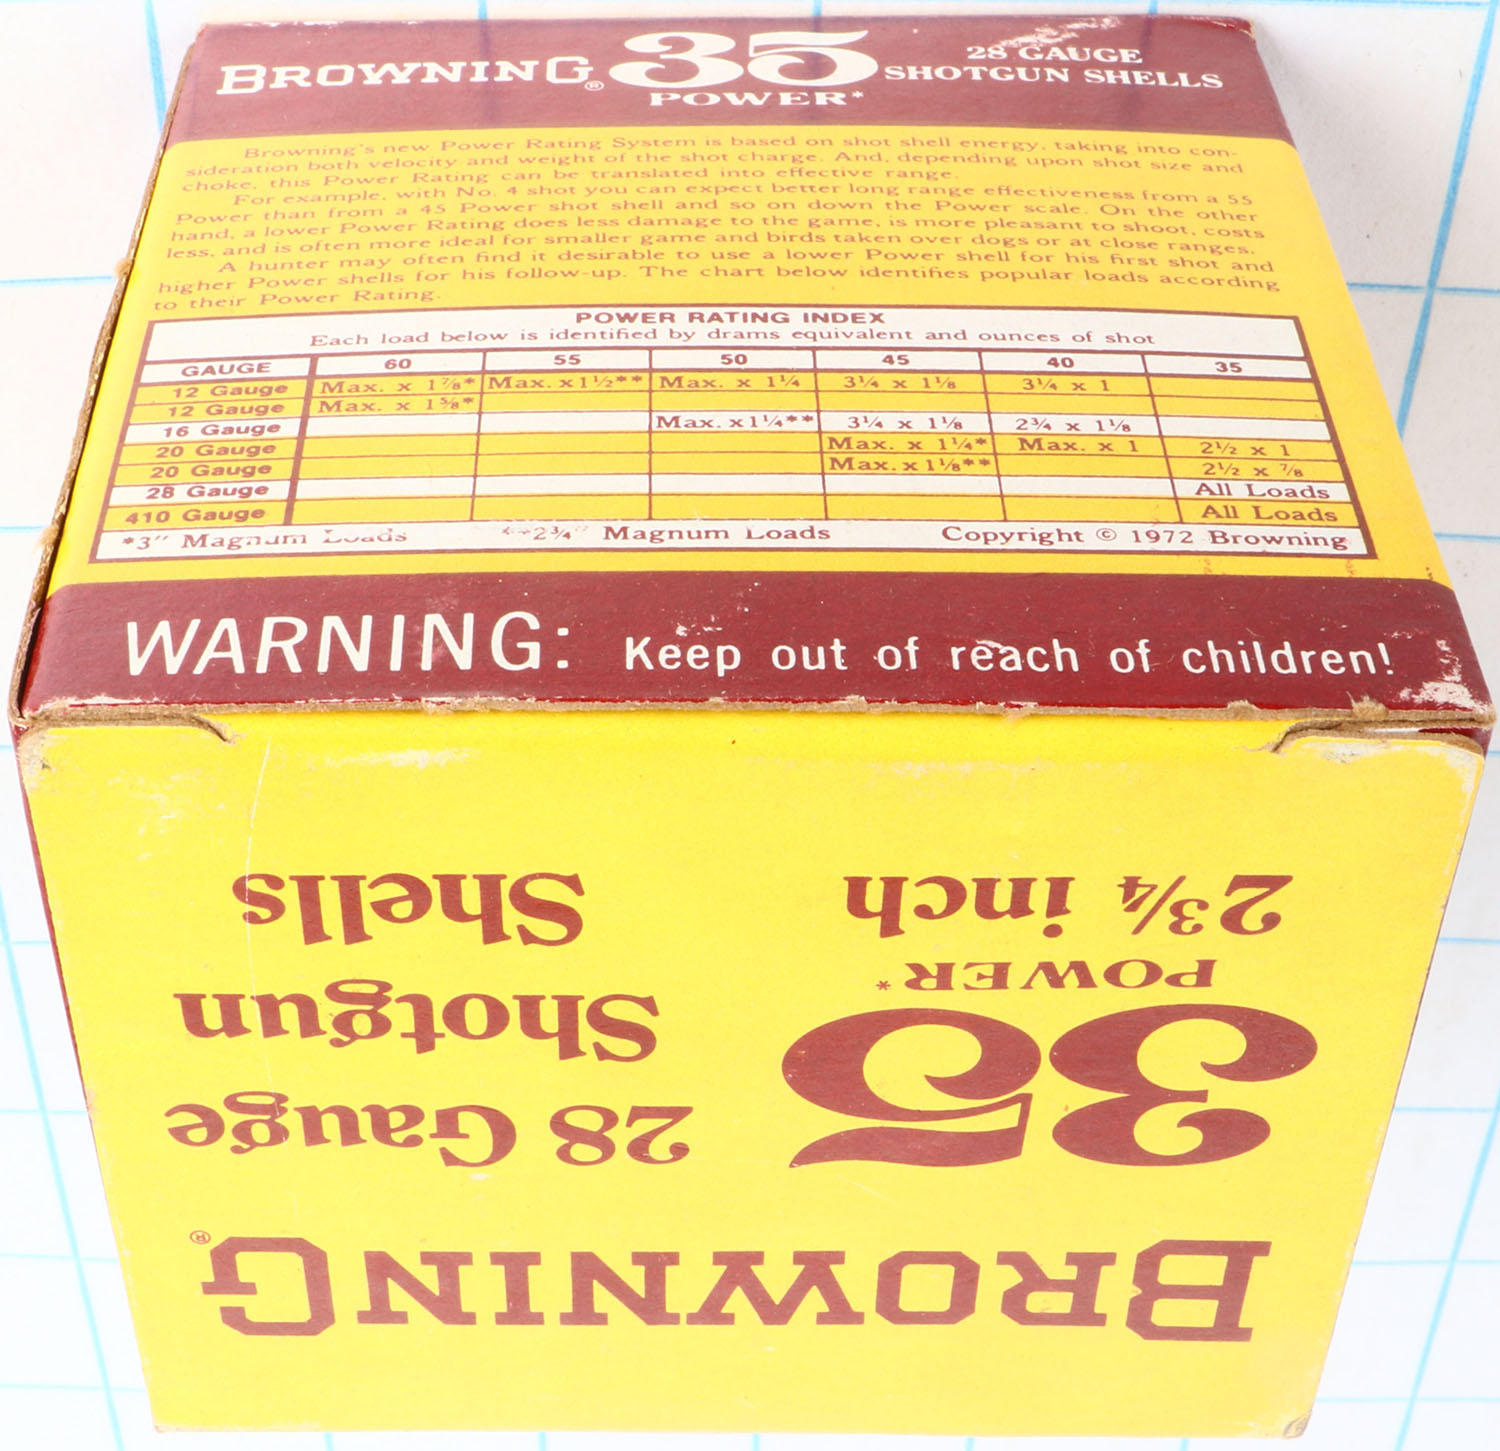 BROWNING® 35 POWER* 28 GAUGE SHOTGUN SHELLS
Browning's new Power Rating System is based on shot shell energy, taking into con-
sideration both velocity and weight of the shot charge. And, depending upon shot size and
choke, this Power Rating can be translated into effective range.
For example, with No. 4 shot you can expect better long range effectiveness from a 55
Power than from a 45 Power shot shell and so on down the Power scale. On the other
hand, a lower Power Rating does less damage to the game, is more pleasant to shoot, costs
less, and is often more ideal for smaller game and birds taken over dogs or at close ranges.
A hunter may often find it desirable to use a lower Power shell for his first shot and
higher Power shells for his follow-up. The chart below identifies popular loads according
to their Power Rating.
POWER RATING INDEX
Each load below is identified by drams equivalent and ounces of shot
GAUGE 60 55 50 45 40 35
12 Gauge Max. x 1⅞* Max. x 1½** Max. x 1¼ 3¼ x 1⅛ 3¼ x 1
12 Gauge Max. x 1⅝*
16 Gauge Max. x 1¼** 3¼ x 1⅛ 2¾ x 1⅛
20 Gauge Max. x 1¼* Max. x 1 2½ x 1
20 Gauge Max. x 1⅛** 2½ x ⅞
28 Gauge All Loads
410 Gauge All Loads
*3" Magnum Loads **2¾" Magnum Loads Copyright © 1972 Browning
WARNING: Keep out of reach of children!
BROWNING®
35
POWER*
2¾ inch
28 Gauge
Shotgun
Shells